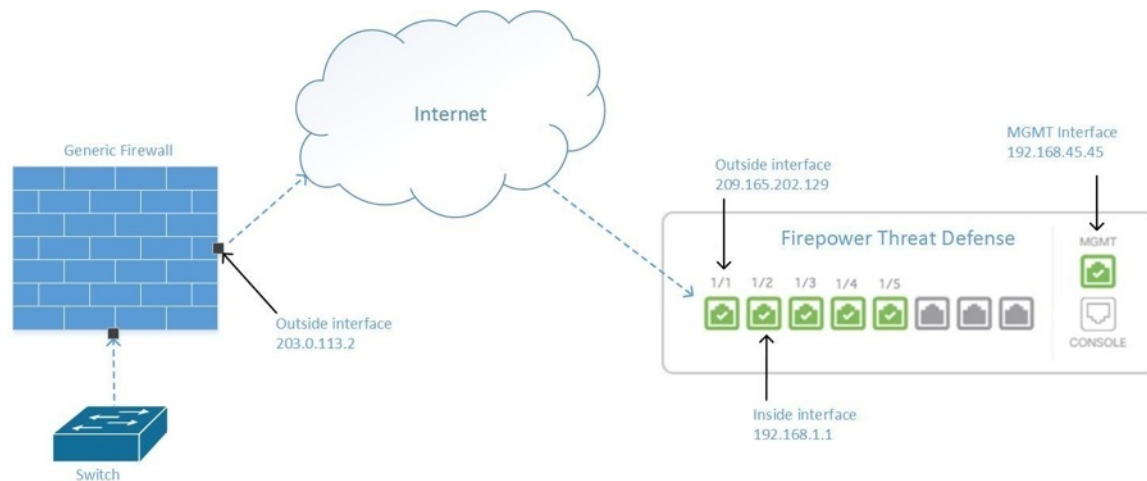 Internet
Generic Firewall
Outside interface
203.0.113.2
Switch
Outside interface
209.165.202.129
MGMT Interface
192.168.45.45
Firepower Threat Defense
MGMT
1/1 1/2 1/3 1/4 1/5
CONSOLE
Inside interface
192.168.1.1